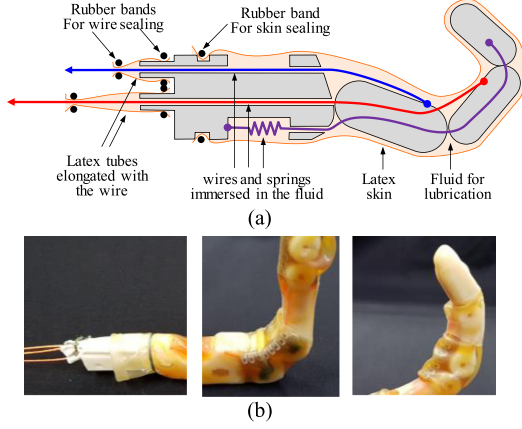 (a)
Rubber bands
For wire sealing
Rubber band
For skin sealing
Latex tubes
elongated with
the wire
wires and springs
immersed in the fluid
Latex
skin
Fluid for
lubrication
(a)
(b)